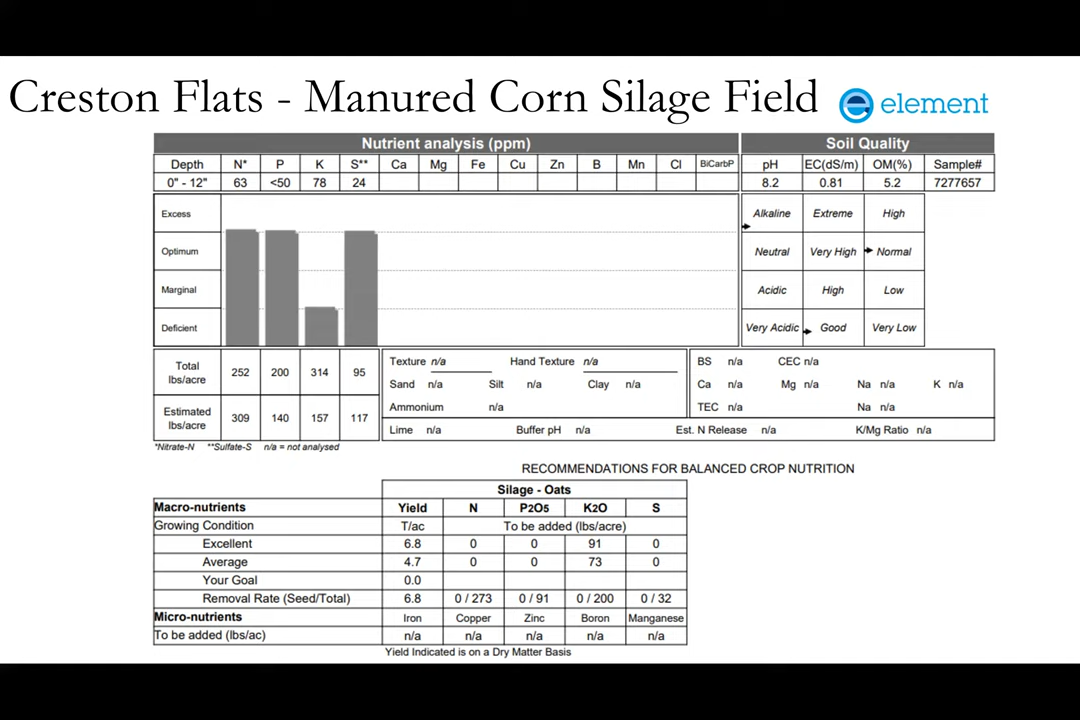 Creston Flats - Manured Corn Silage Field
element
Nutrient analysis (ppm) Soil Quality
Depth N* P K S** Ca Mg Fe Cu Zn B Mn Cl BiCarbP pH EC(dS/m) OM(%) Sample#
0" - 12" 63 <50 78 24 8.2 0.81 5.2 7277657
Excess Alkaline Extreme High
Optimum Neutral Very High Normal
Marginal Acidic High Low
Deficient Very Acidic Good Very Low
Total lbs/acre 252 200 314 95
Estimated lbs/acre 309 140 157 117
Texture n/a Hand Texture n/a
Sand n/a Silt n/a Clay n/a
Ammonium n/a
Lime n/a Buffer pH n/a Est. N Release n/a K/Mg Ratio n/a
BS n/a CEC n/a
Ca n/a Mg n/a Na n/a K n/a
TEC n/a Na n/a
*Nitrate-N **Sulfate-S n/a = not analysed
RECOMMENDATIONS FOR BALANCED CROP NUTRITION
Silage - Oats
Macro-nutrients Yield N P2O5 K2O S
Growing Condition T/ac To be added (lbs/acre)
Excellent 6.8 0 0 91 0
Average 4.7 0 0 73 0
Your Goal 0.0
Removal Rate (Seed/Total) 6.8 0 / 273 0 / 91 0 / 200 0 / 32
Micro-nutrients Iron Copper Zinc Boron Manganese
To be added (lbs/ac) n/a n/a n/a n/a n/a
Yield Indicated is on a Dry Matter Basis